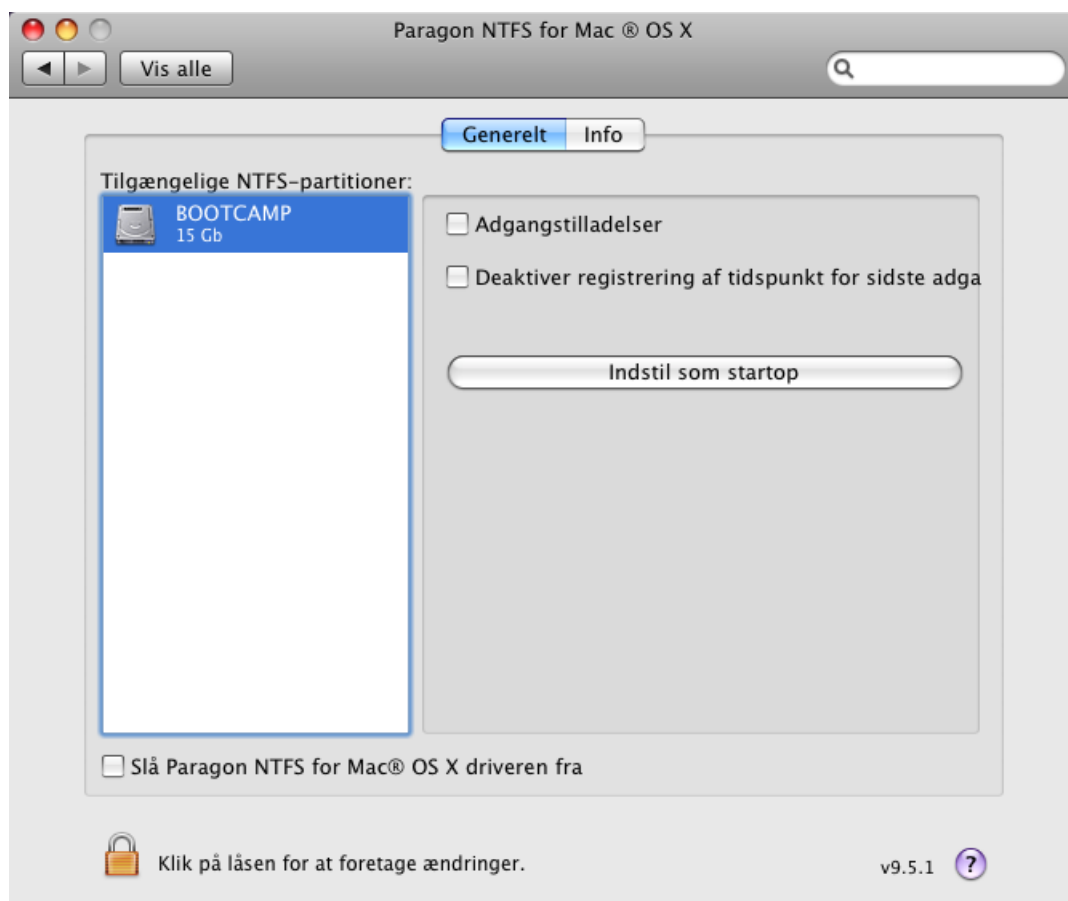 Paragon NTFS for Mac ® OS X
Vis alle
Generelt Info
Tilgængelige NTFS-partitioner:
BOOTCAMP
15 Gb
Adgangstilladelser
Deaktiver registrering af tidspunkt for sidste adga
Indstil som startop
Slå Paragon NTFS for Mac® OS X driveren fra
Klik på låsen for at foretage ændringer.
v9.5.1 ?